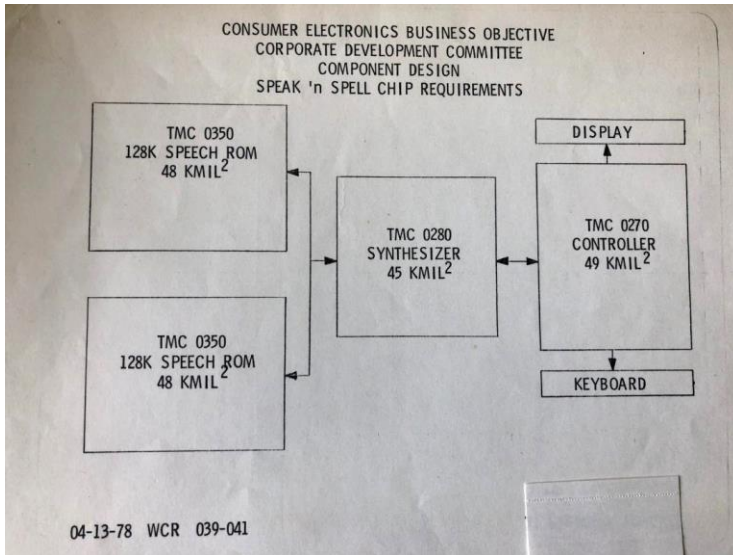 CONSUMER ELECTRONICS BUSINESS OBJECTIVE
CORPORATE DEVELOPMENT COMMITTEE
COMPONENT DESIGN
SPEAK 'n SPELL CHIP REQUIREMENTS
TMC 0350
128K SPEECH ROM
48 KMIL²
TMC 0350
128K SPEECH ROM
48 KMIL²
TMC 0280
SYNTHESIZER
45 KMIL²
DISPLAY
TMC 0270
CONTROLLER
49 KMIL²
KEYBOARD
04-13-78 WCR 039-041